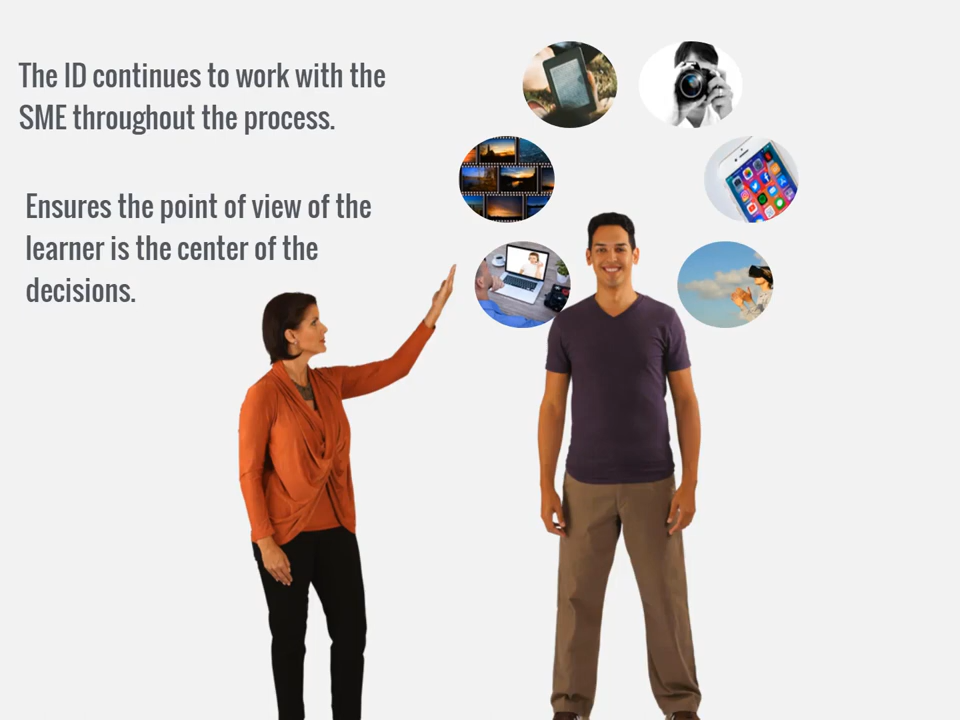 The ID continues to work with the
SME throughout the process.
Ensures the point of view of the
learner is the center of the
decisions.